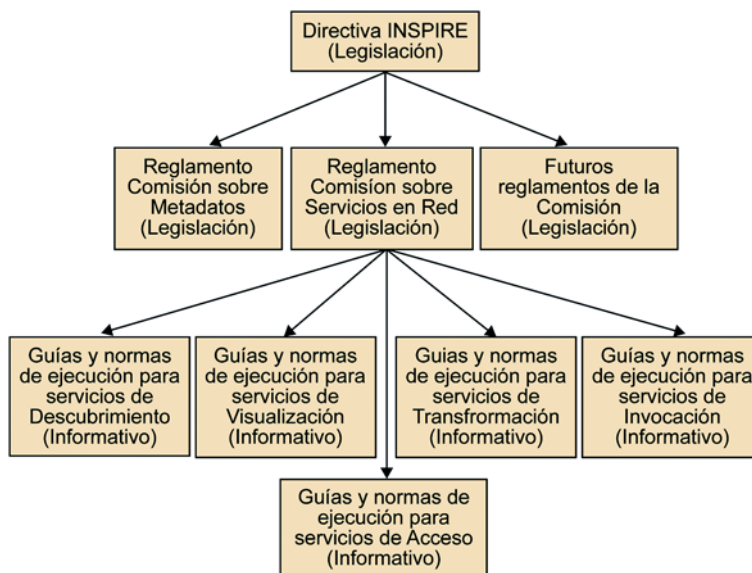 Directiva INSPIRE
(Legislación)
Reglamento
Comisión sobre
Metadatos
(Legislación)
Reglamento
Comisíon sobre
Servicios en Red
(Legislación)
Futuros
reglamentos de la
Comisión
(Legislación)
Guías y normas
de ejecución para
servicios de
Descubrimiento
(Informativo)
Guías y normas
de ejecución para
servicios de
Visualización
(Informativo)
Guias y normas
de ejecución para
servicios de
Transfrormación
(Informativo)
Guías y normas
de ejecución para
servicios de
Invocación
(Informativo)
Guías y normas de
ejecución para
servicios de Acceso
(Informativo)